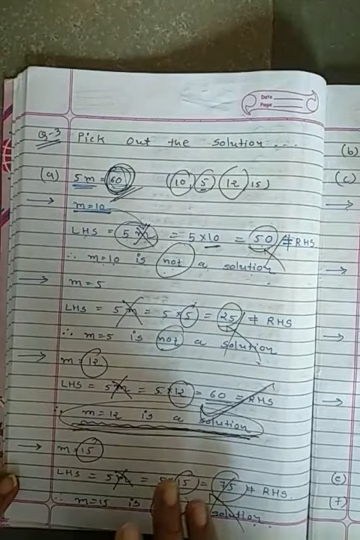 Date
Page
Q-3 Pick out the solution ...
(b)
(a) 5m = 60 (10, 5, 12, 15)
(c)
→ m = 10
LHS = 5m = 5 × 10 = 50 ≠ RHS
∴ m = 10 is not a solution
→ m = 5
LHS = 5m = 5 × 5 = 25 ≠ RHS
∴ m = 5 is not a solution
→ m = 12
LHS = 5m = 5 × 12 = 60 = RHS
∴ m = 12 is a solution
→ m = 15
(e)
LHS = 5m = 5 × 15 = 75 ≠ RHS
(f)
∴ m = 15 is solution